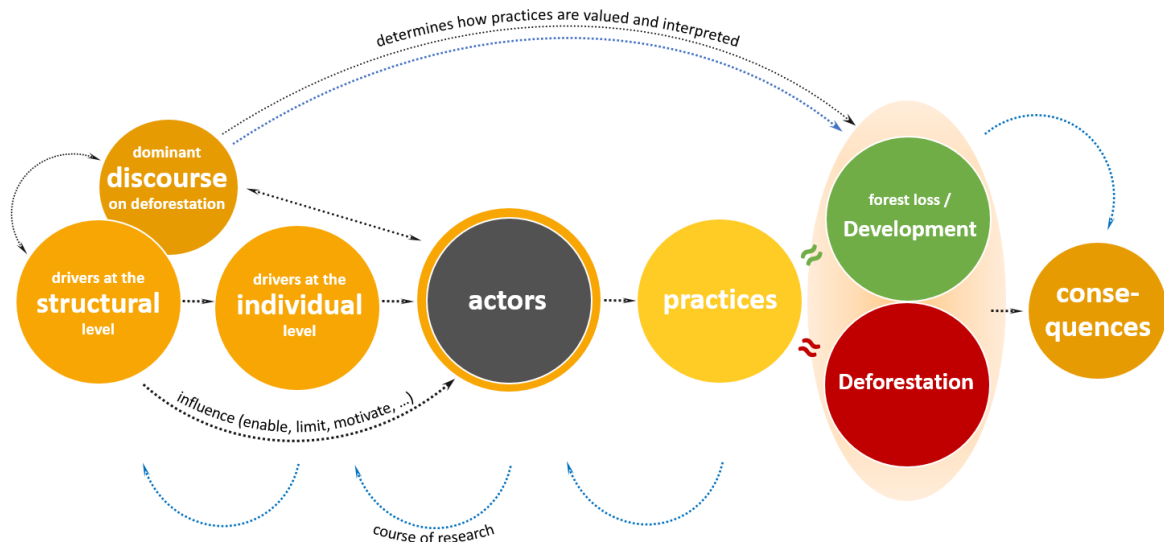 determines how practices are valued and interpreted
dominant
discourse
on deforestation
drivers at the
structural
level
drivers at the
individual
level
actors
practices
forest loss /
Development
Deforestation
conse-
quences
influence (enable, limit, motivate, ...)
course of research